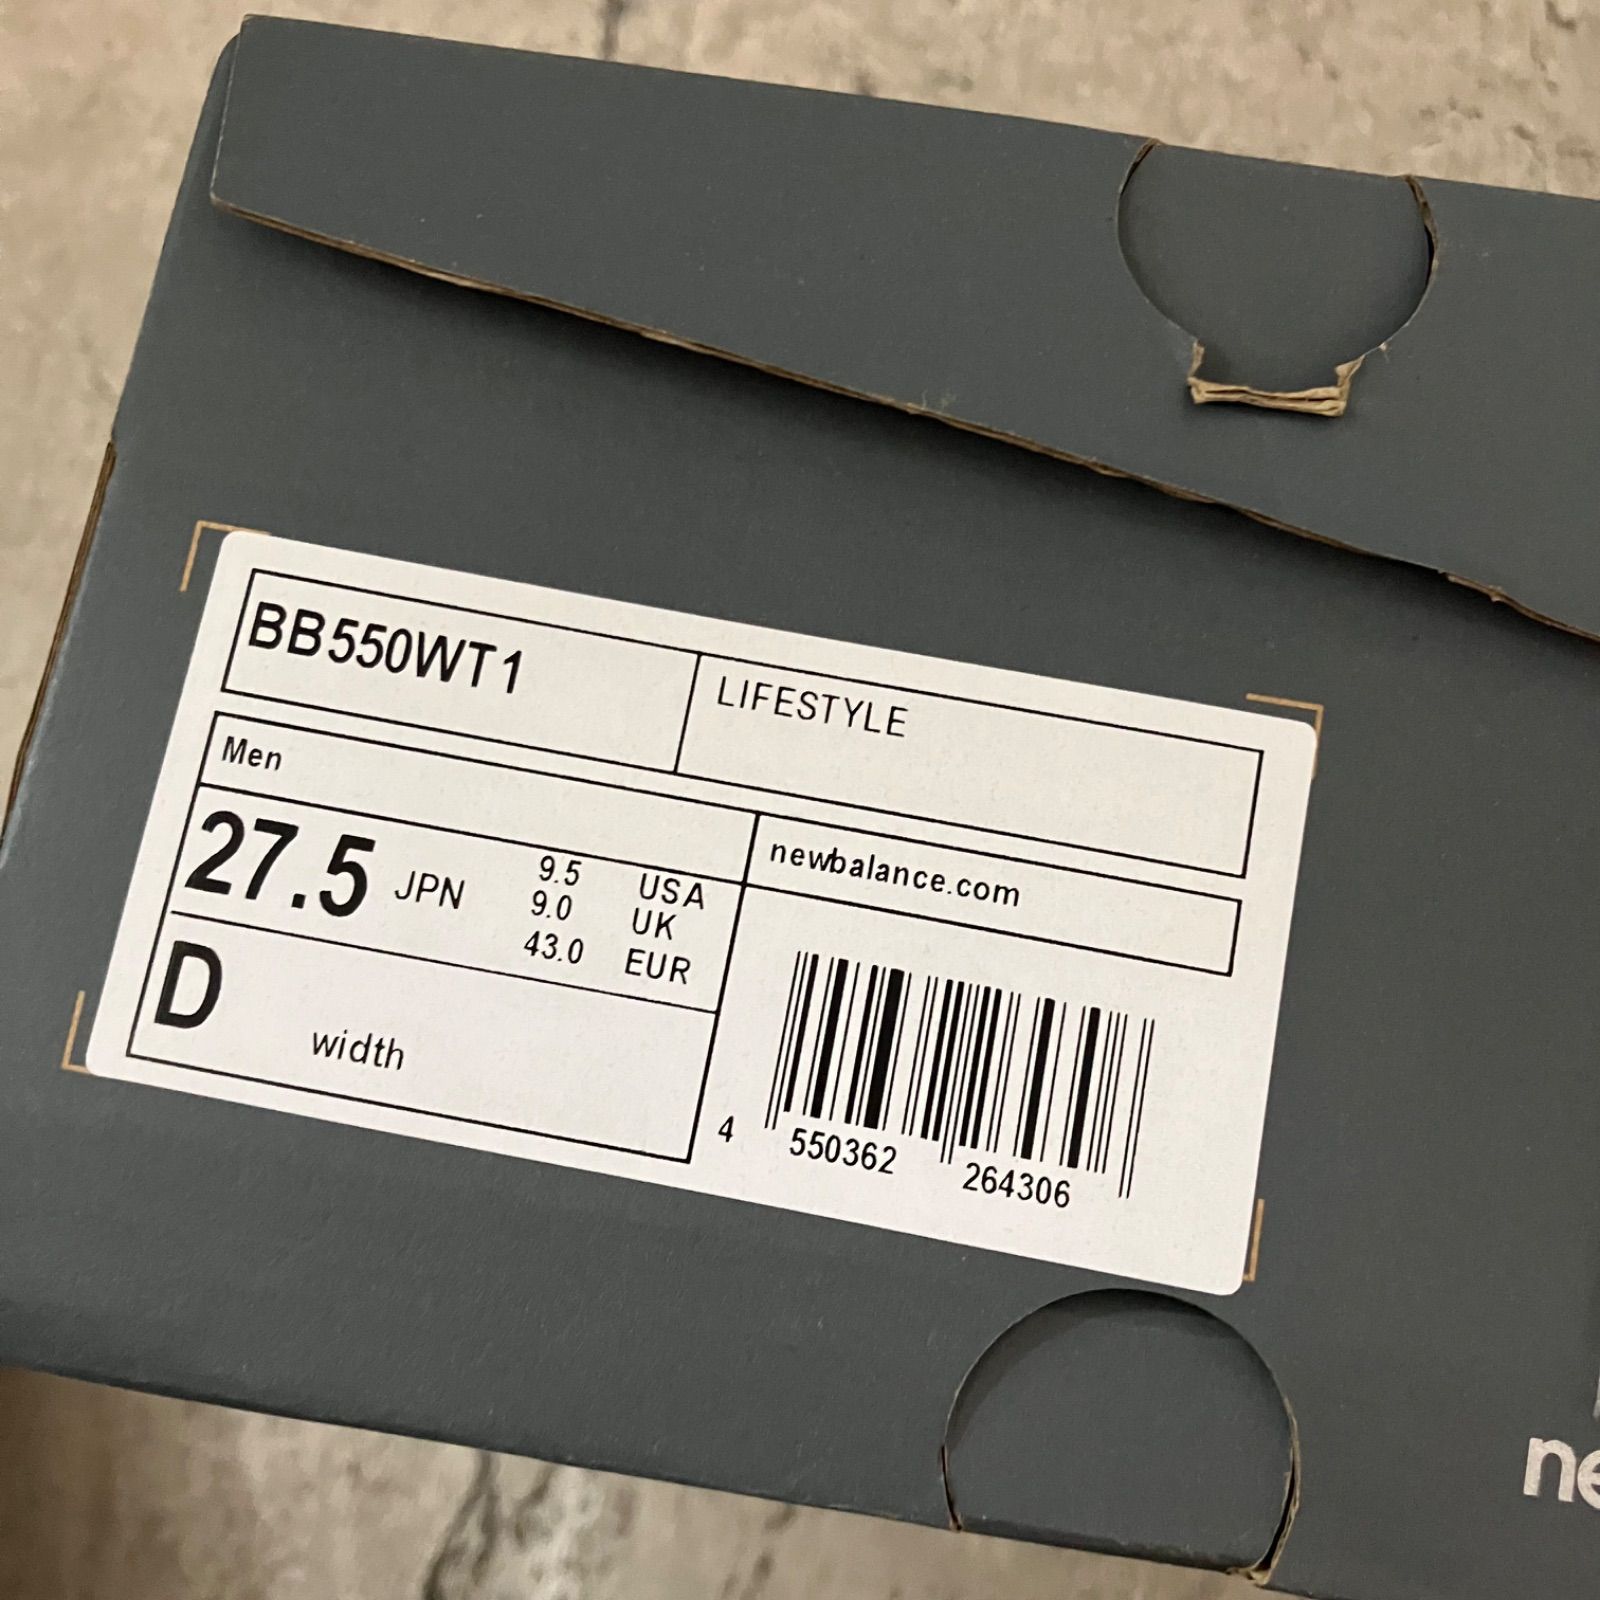 BB550WT1
LIFESTYLE
Men
27.5 JPN
9.5 USA
9.0 UK
43.0 EUR
D width
newbalance.com
4 550362 264306
ne